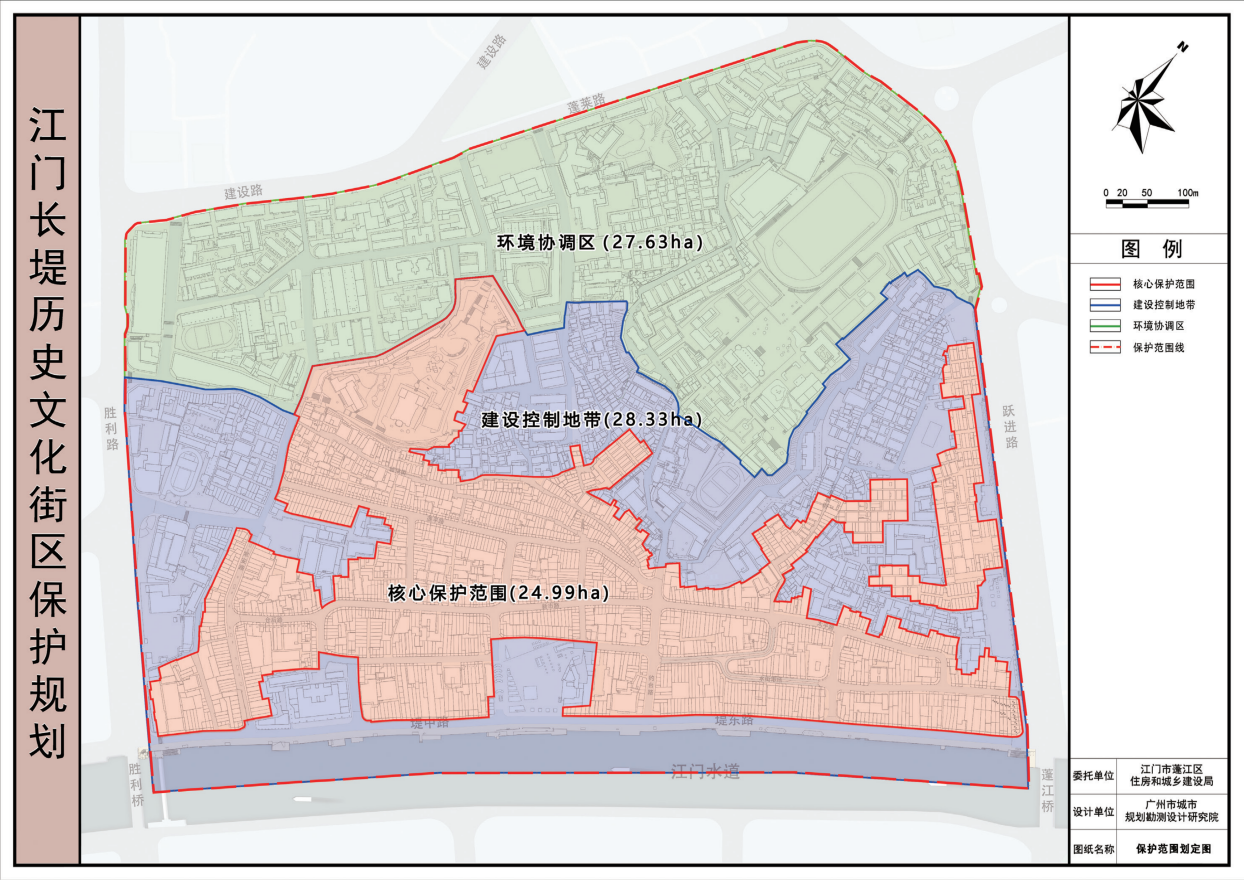 江门长堤历史文化街区保护规划
建设路
蓬莱路
建设路
环境协调区 (27.63ha)
建设控制地带(28.33ha)
胜利路
跃进路
核心保护范围(24.99ha)
堤中路
堤东路
江门水道
胜利桥
蓬江桥
N
0 20 50 100m
图 例
核心保护范围
建设控制地带
环境协调区
保护范围线
委托单位
江门市蓬江区
住房和城乡建设局
设计单位
广州市城市
规划勘测设计研究院
图纸名称
保护范围划定图